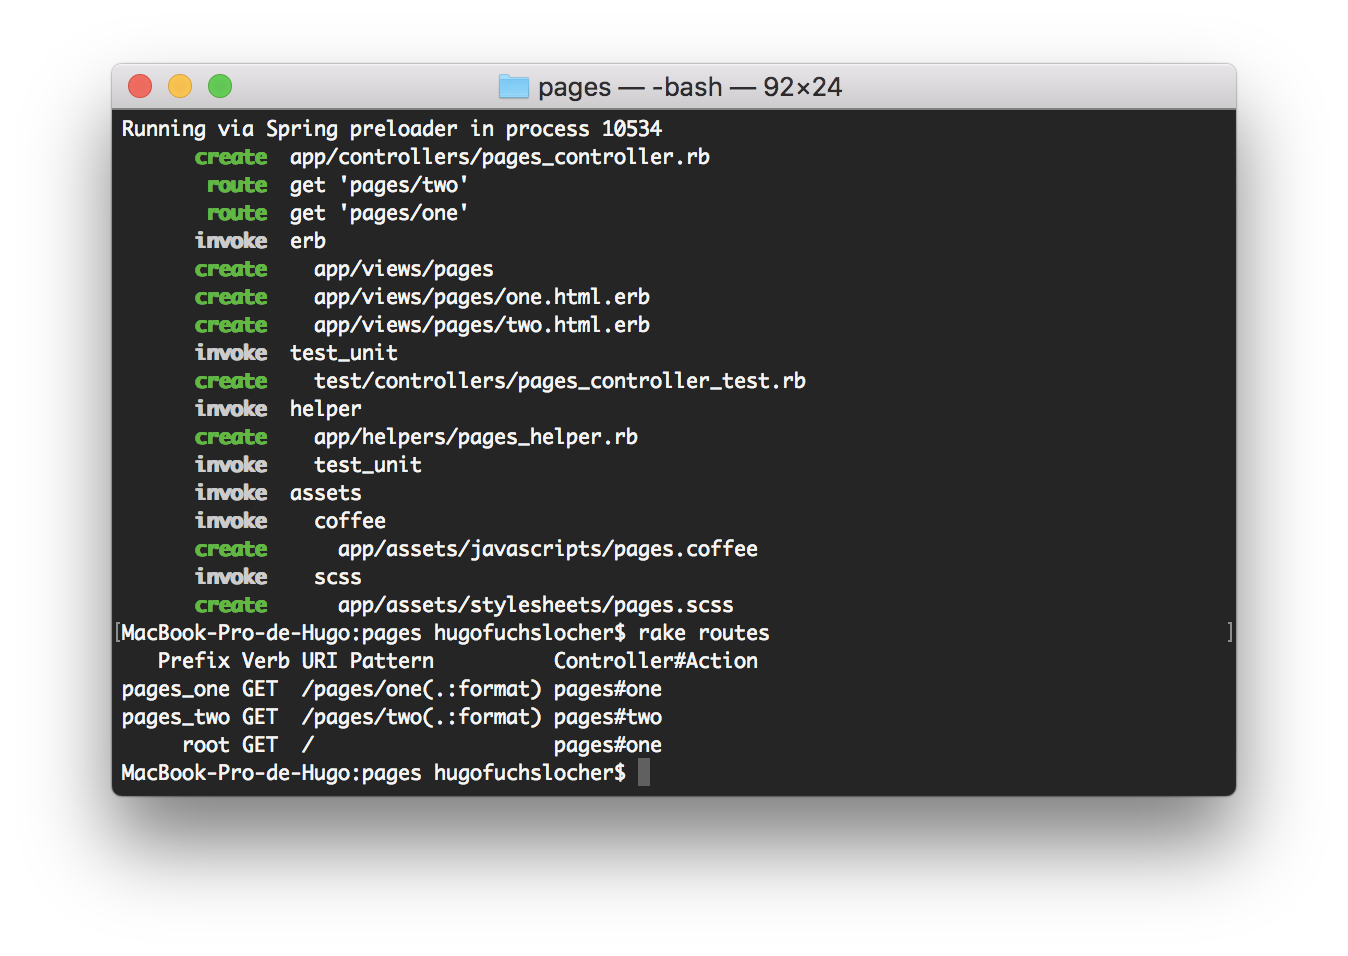 pages — -bash — 92×24
Running via Spring preloader in process 10534
create app/controllers/pages_controller.rb
route get 'pages/two'
route get 'pages/one'
invoke erb
create app/views/pages
create app/views/pages/one.html.erb
create app/views/pages/two.html.erb
invoke test_unit
create test/controllers/pages_controller_test.rb
invoke helper
create app/helpers/pages_helper.rb
invoke test_unit
invoke assets
invoke coffee
create app/assets/javascripts/pages.coffee
invoke scss
create app/assets/stylesheets/pages.scss
[MacBook-Pro-de-Hugo:pages hugofuchslocher$ rake routes ]
Prefix Verb URI Pattern Controller#Action
pages_one GET /pages/one(.:format) pages#one
pages_two GET /pages/two(.:format) pages#two
root GET / pages#one
MacBook-Pro-de-Hugo:pages hugofuchslocher$